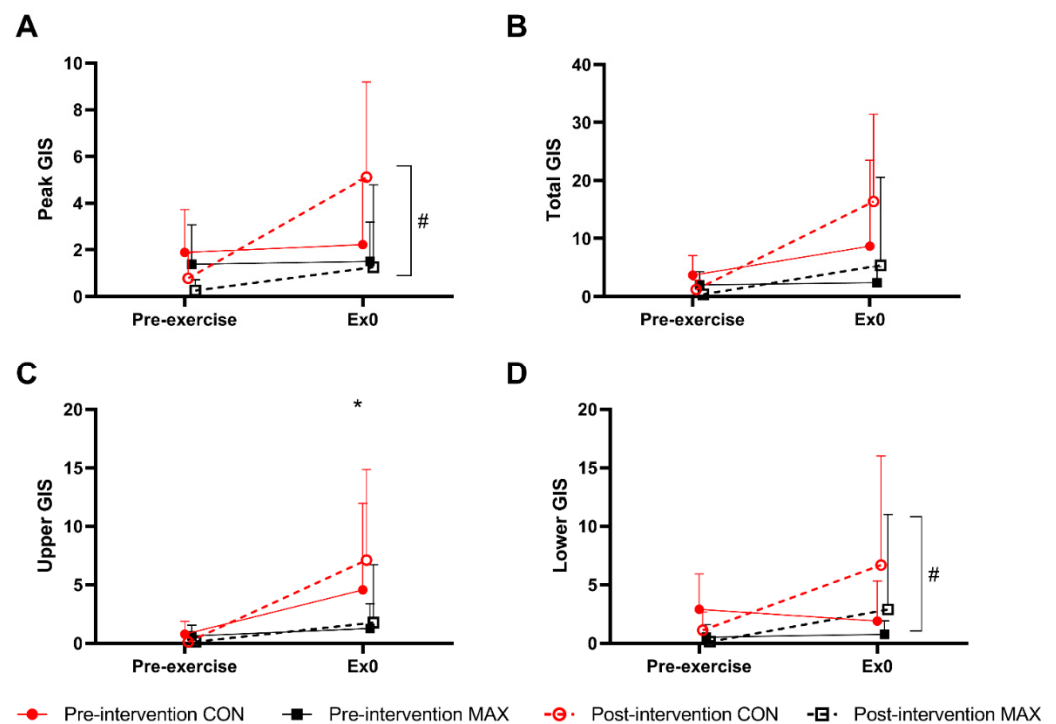 A
Peak GIS
10
8
6
4
2
0
Pre-exercise Ex0
#
B
Total GIS
40
30
20
10
0
Pre-exercise Ex0
C
Upper GIS
20
15
10
5
0
Pre-exercise Ex0
*
D
Lower GIS
20
15
10
5
0
Pre-exercise Ex0
#
Pre-intervention CON Pre-intervention MAX Post-intervention CON Post-intervention MAX